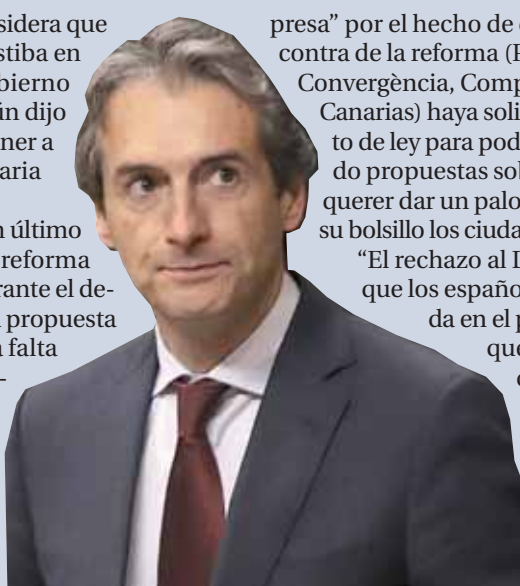 sidera que
stiba en
bierno
ún dijo
ner a
aria
n último
reforma
rante el de-
propuesta
falta
-
presa” por el hecho de
contra de la reforma (P
Convergència, Comp
Canarias) haya soli
to de ley para pod
do propuestas sob
querer dar un palo
su bolsillo los ciuda
“El rechazo al
que los españo
da en el p
que